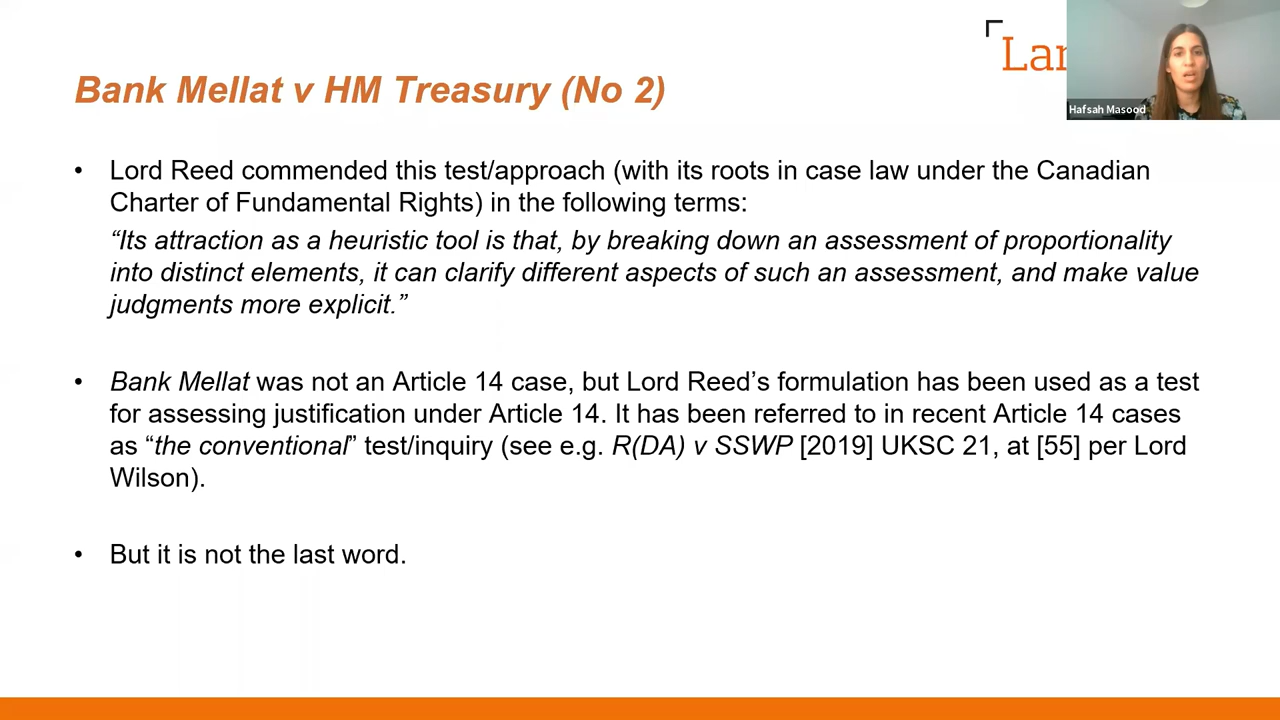 Bank Mellat v HM Treasury (No 2)
Hafsah Masood
• Lord Reed commended this test/approach (with its roots in case law under the Canadian
Charter of Fundamental Rights) in the following terms:
“Its attraction as a heuristic tool is that, by breaking down an assessment of proportionality
into distinct elements, it can clarify different aspects of such an assessment, and make value
judgments more explicit.”
• Bank Mellat was not an Article 14 case, but Lord Reed’s formulation has been used as a test
for assessing justification under Article 14. It has been referred to in recent Article 14 cases
as “the conventional” test/inquiry (see e.g. R(DA) v SSWP [2019] UKSC 21, at [55] per Lord
Wilson).
• But it is not the last word.